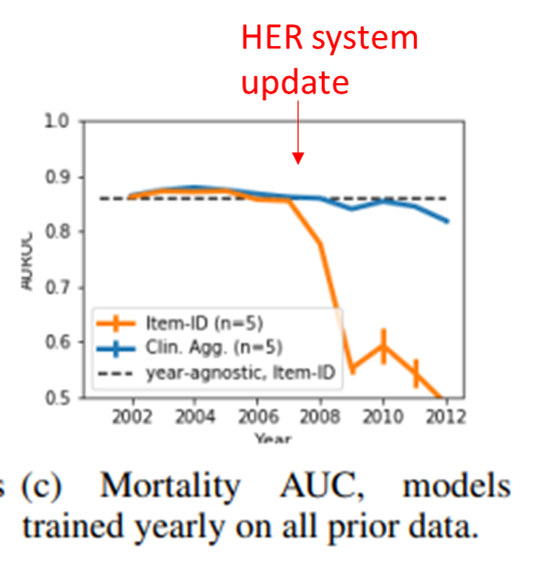 HER system
update
1.0
0.9
0.8
0.7
0.6
0.5
AUROC
Item-ID (n=5)
Clin. Agg. (n=5)
year-agnostic, Item-ID
2002 2004 2006 2008 2010 2012
Year
s (c) Mortality AUC, models
trained yearly on all prior data.